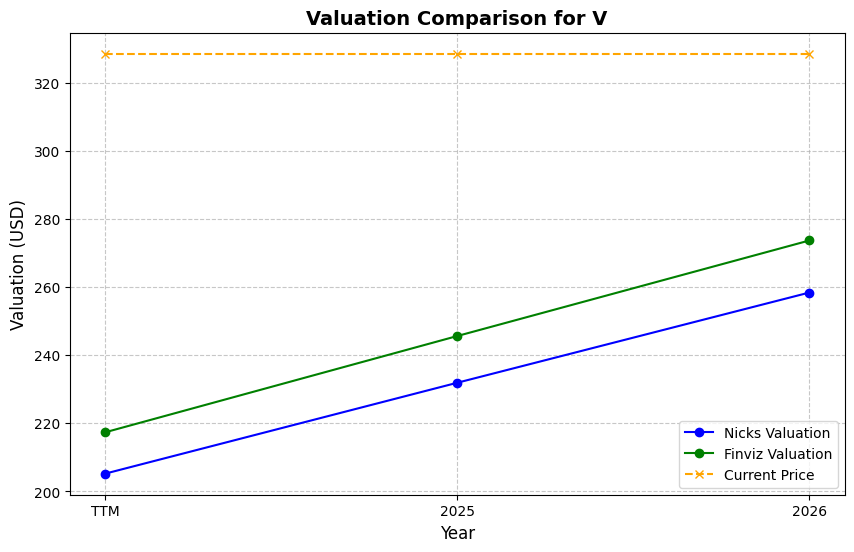 Valuation Comparison for V
Valuation (USD)
320
300
280
260
240
220
200
TTM
2025
2026
Year
Nicks Valuation
Finviz Valuation
Current Price